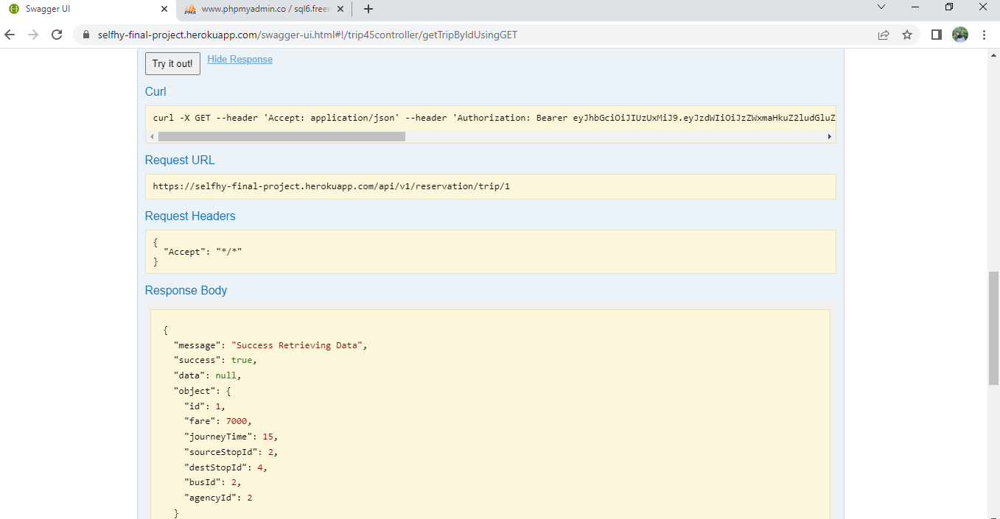 Swagger UI
www.phpmyadmin.co / sql6.freer
selfhy-final-project.herokuapp.com/swagger-ui.html#!/trip45controller/getTripByIdUsingGET
Try it out!
Hide Response
Curl
curl -X GET --header 'Accept: application/json' --header 'Authorization: Bearer eyJhbGciOiJIUzUxMiJ9.eyJzdWIiOiJzZWxmaHkuZ2ludGluZ
Request URL
https://selfhy-final-project.herokuapp.com/api/v1/reservation/trip/1
Request Headers
{
"Accept": "*/*"
}
Response Body
{
"message": "Success Retrieving Data",
"success": true,
"data": null,
"object": {
"id": 1,
"fare": 7000,
"journeyTime": 15,
"sourceStopId": 2,
"destStopId": 4,
"busId": 2,
"agencyId": 2
}